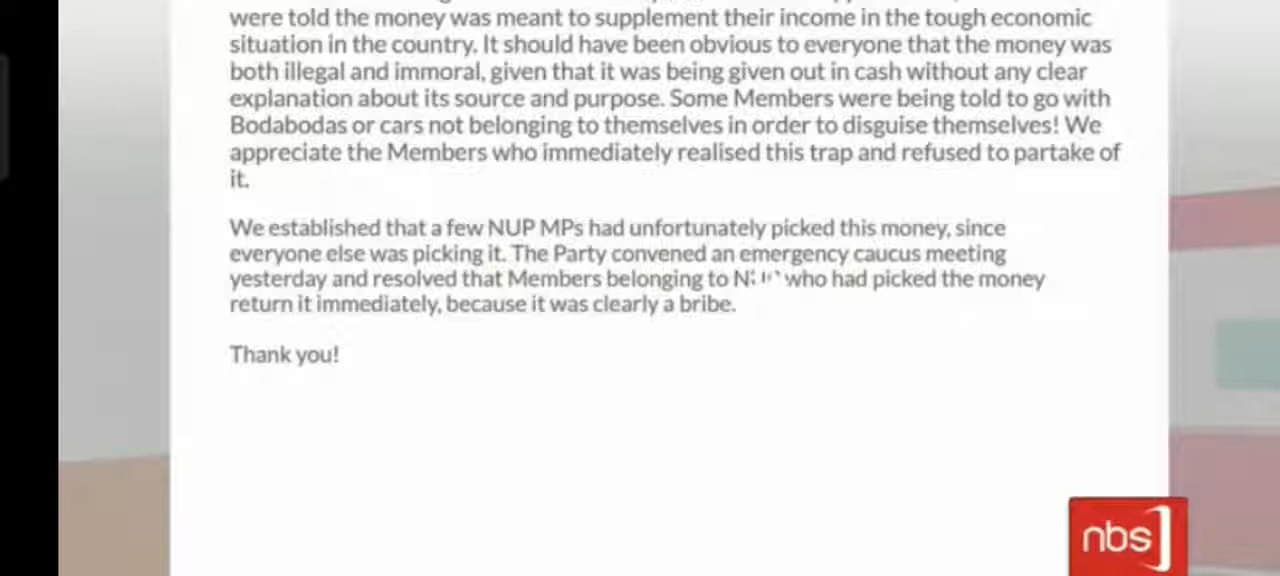 were told the money was meant to supplement their income in the tough economic
situation in the country. It should have been obvious to everyone that the money was
both illegal and immoral, given that it was being given out in cash without any clear
explanation about its source and purpose. Some Members were being told to go with
Bodabodas or cars not belonging to themselves in order to disguise themselves! We
appreciate the Members who immediately realised this trap and refused to partake of
it.
We established that a few NUP MPs had unfortunately picked this money, since
everyone else was picking it. The Party convened an emergency caucus meeting
yesterday and resolved that Members belonging to who had picked the money
return it immediately, because it was clearly a bribe.
Thank you!
nbs